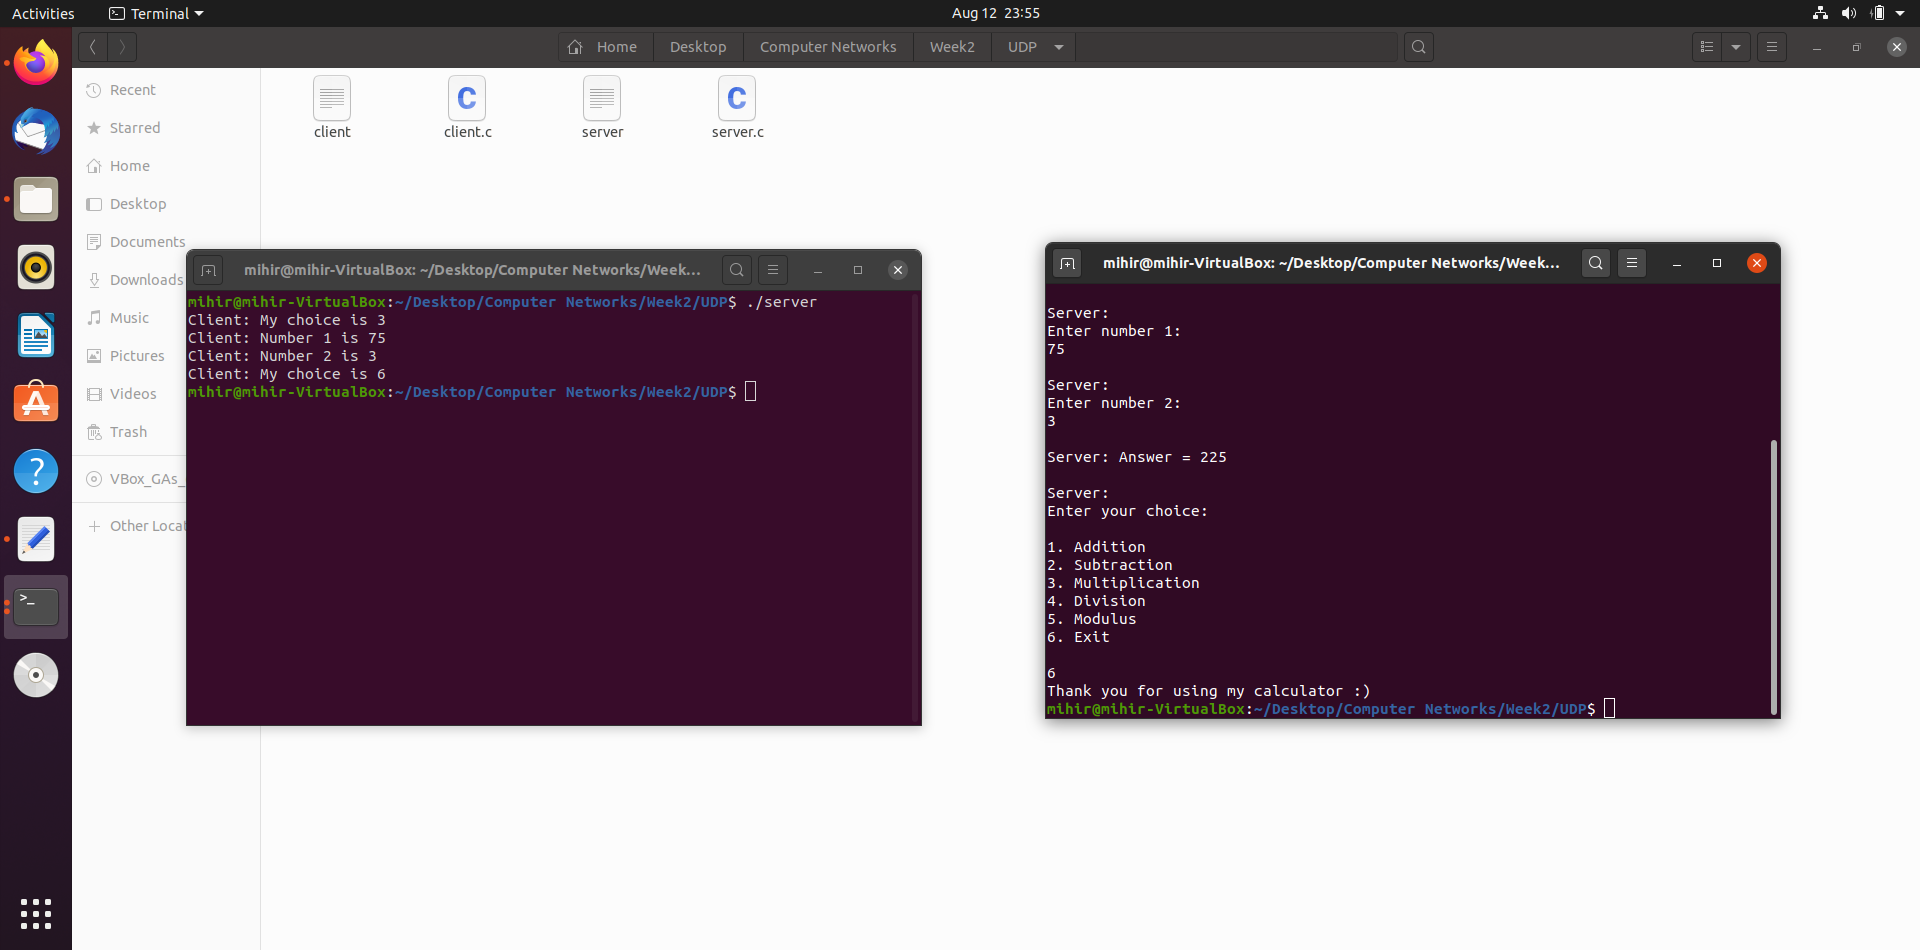 Activities
Terminal
Aug 12 23:55
Home
Desktop
Computer Networks
Week2
UDP
Recent
Starred
Home
Desktop
Documents
Downloads
Music
Pictures
Videos
Trash
VBox_GAs_
Other Locat
client
client.c
server
server.c
mihir@mihir-VirtualBox: ~/Desktop/Computer Networks/Week...
mihir@mihir-VirtualBox:~/Desktop/Computer Networks/Week2/UDP$ ./server
Client: My choice is 3
Client: Number 1 is 75
Client: Number 2 is 3
Client: My choice is 6
mihir@mihir-VirtualBox:~/Desktop/Computer Networks/Week2/UDP$
mihir@mihir-VirtualBox: ~/Desktop/Computer Networks/Week...
Server:
Enter number 1:
75
Server:
Enter number 2:
3
Server: Answer = 225
Server:
Enter your choice:
1. Addition
2. Subtraction
3. Multiplication
4. Division
5. Modulus
6. Exit
6
Thank you for using my calculator :)
mihir@mihir-VirtualBox:~/Desktop/Computer Networks/Week2/UDP$